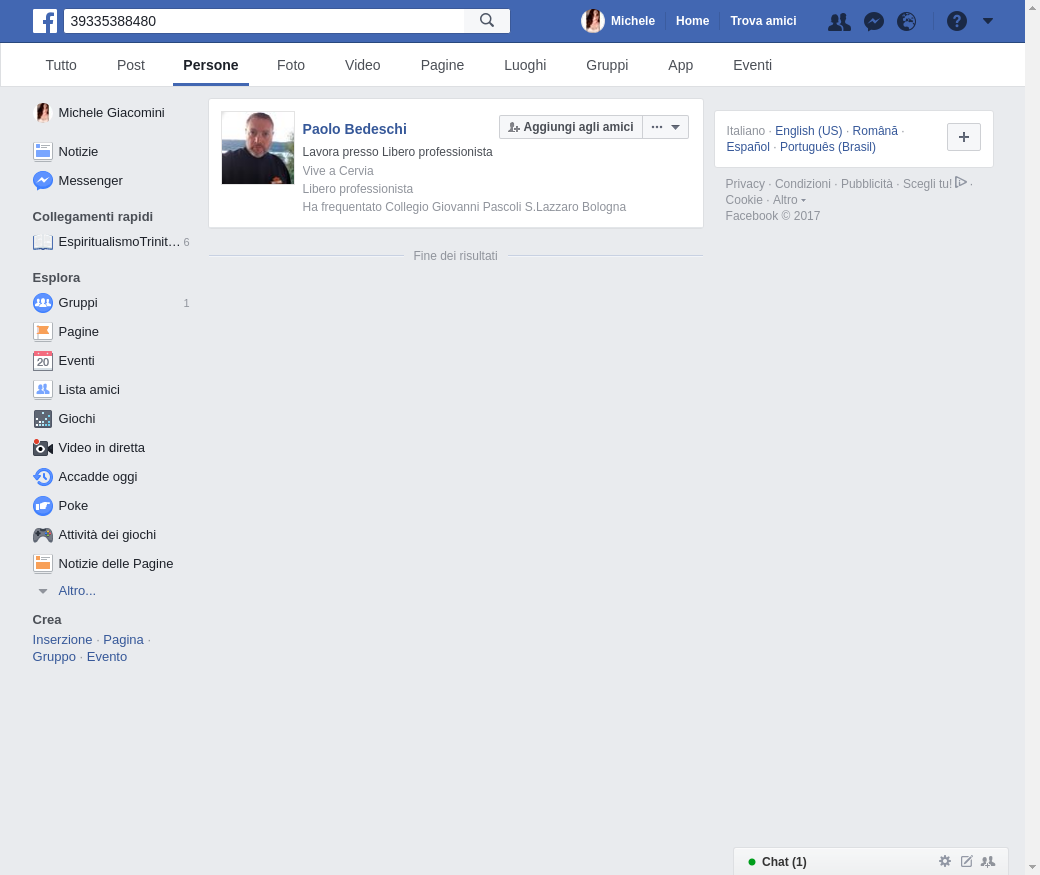 39335388480
Michele Home Trova amici
Tutto Post Persone Foto Video Pagine Luoghi Gruppi App Eventi
Michele Giacomini
Notizie
Messenger
Collegamenti rapidi
EspiritualismoTrinit… 6
Esplora
Gruppi 1
Pagine
20 Eventi
Lista amici
Giochi
Video in diretta
Accadde oggi
Poke
Attività dei giochi
Notizie delle Pagine
Altro...
Crea
Inserzione · Pagina ·
Gruppo · Evento
Paolo Bedeschi
Aggiungi agli amici
Lavora presso Libero professionista
Vive a Cervia
Libero professionista
Ha frequentato Collegio Giovanni Pascoli S.Lazzaro Bologna
Fine dei risultati
Italiano · English (US) · Română ·
Español · Português (Brasil)
Privacy · Condizioni · Pubblicità · Scegli tu! ·
Cookie · Altro
Facebook © 2017
Chat (1)